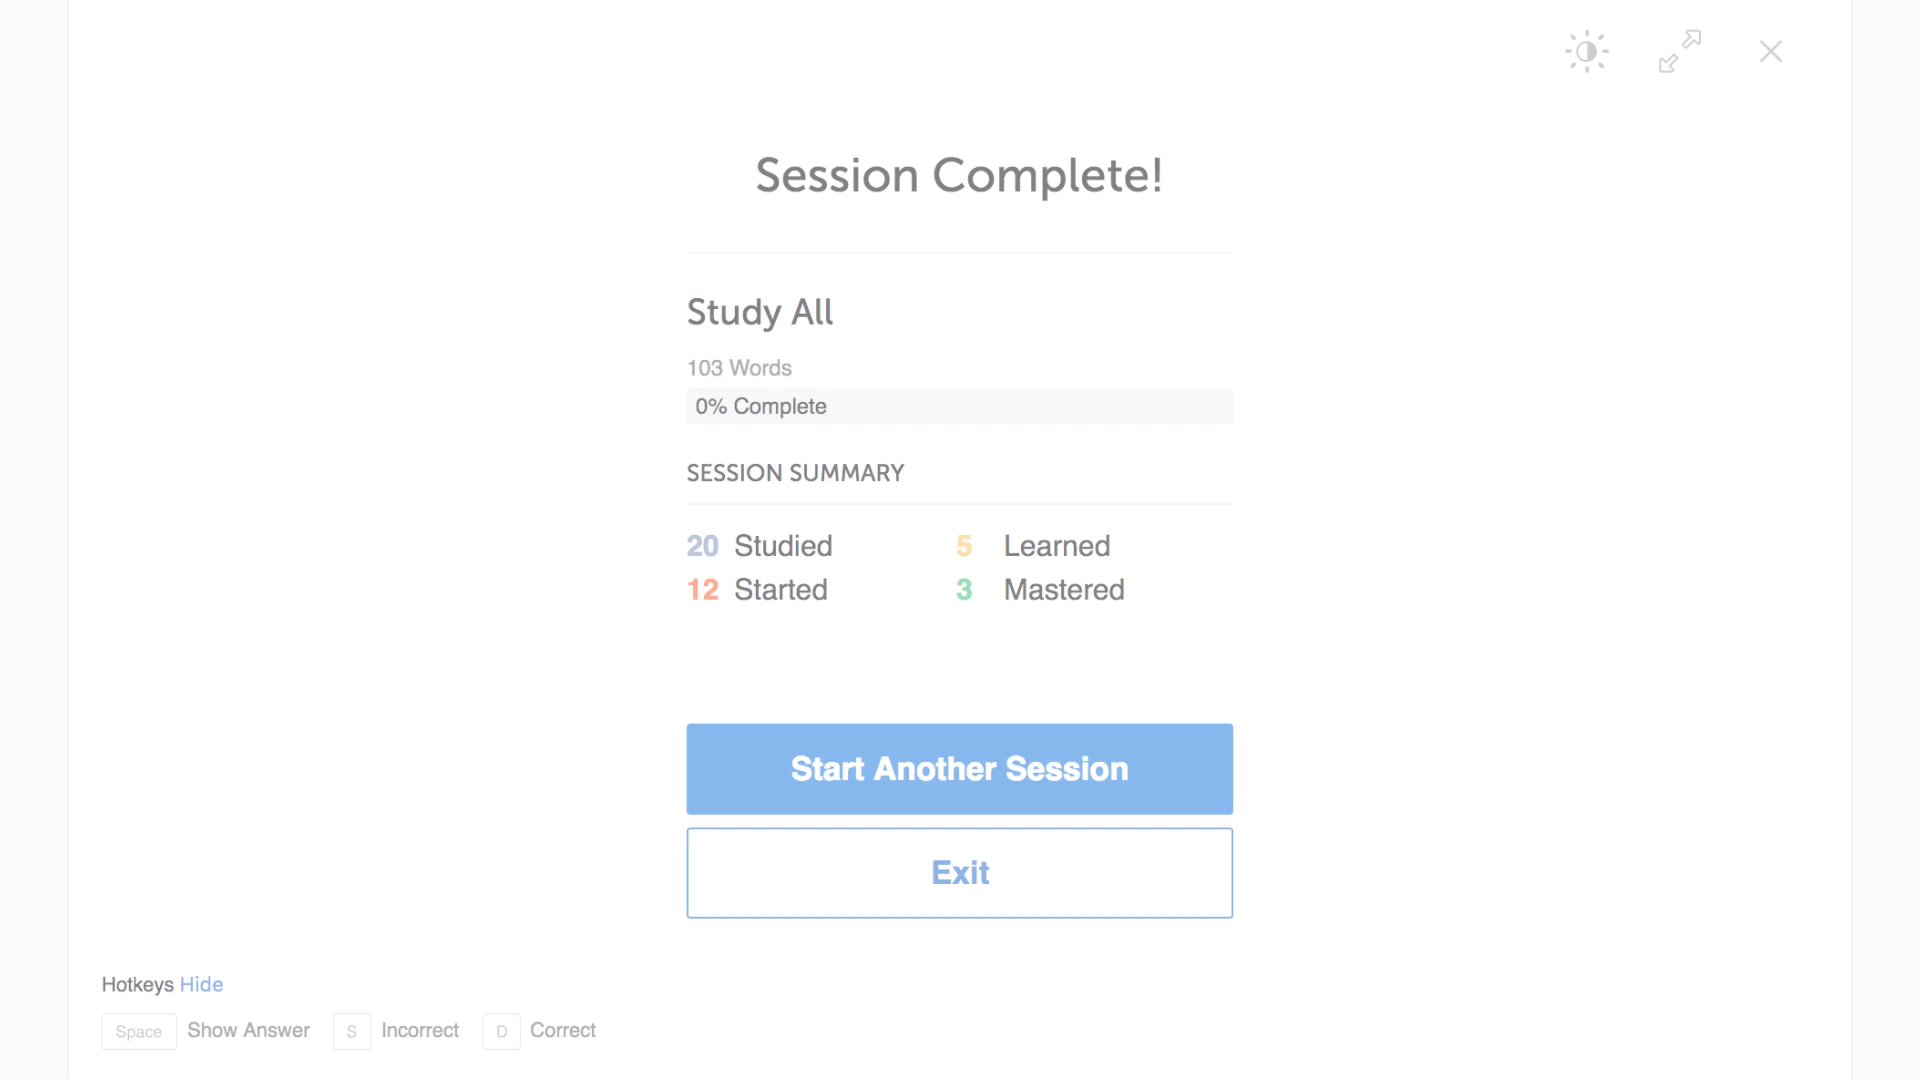 Session Complete!
Study All
103 Words
0% Complete
SESSION SUMMARY
20 Studied 5 Learned
12 Started 3 Mastered
Start Another Session
Exit
Hotkeys Hide
Space Show Answer S Incorrect D Correct